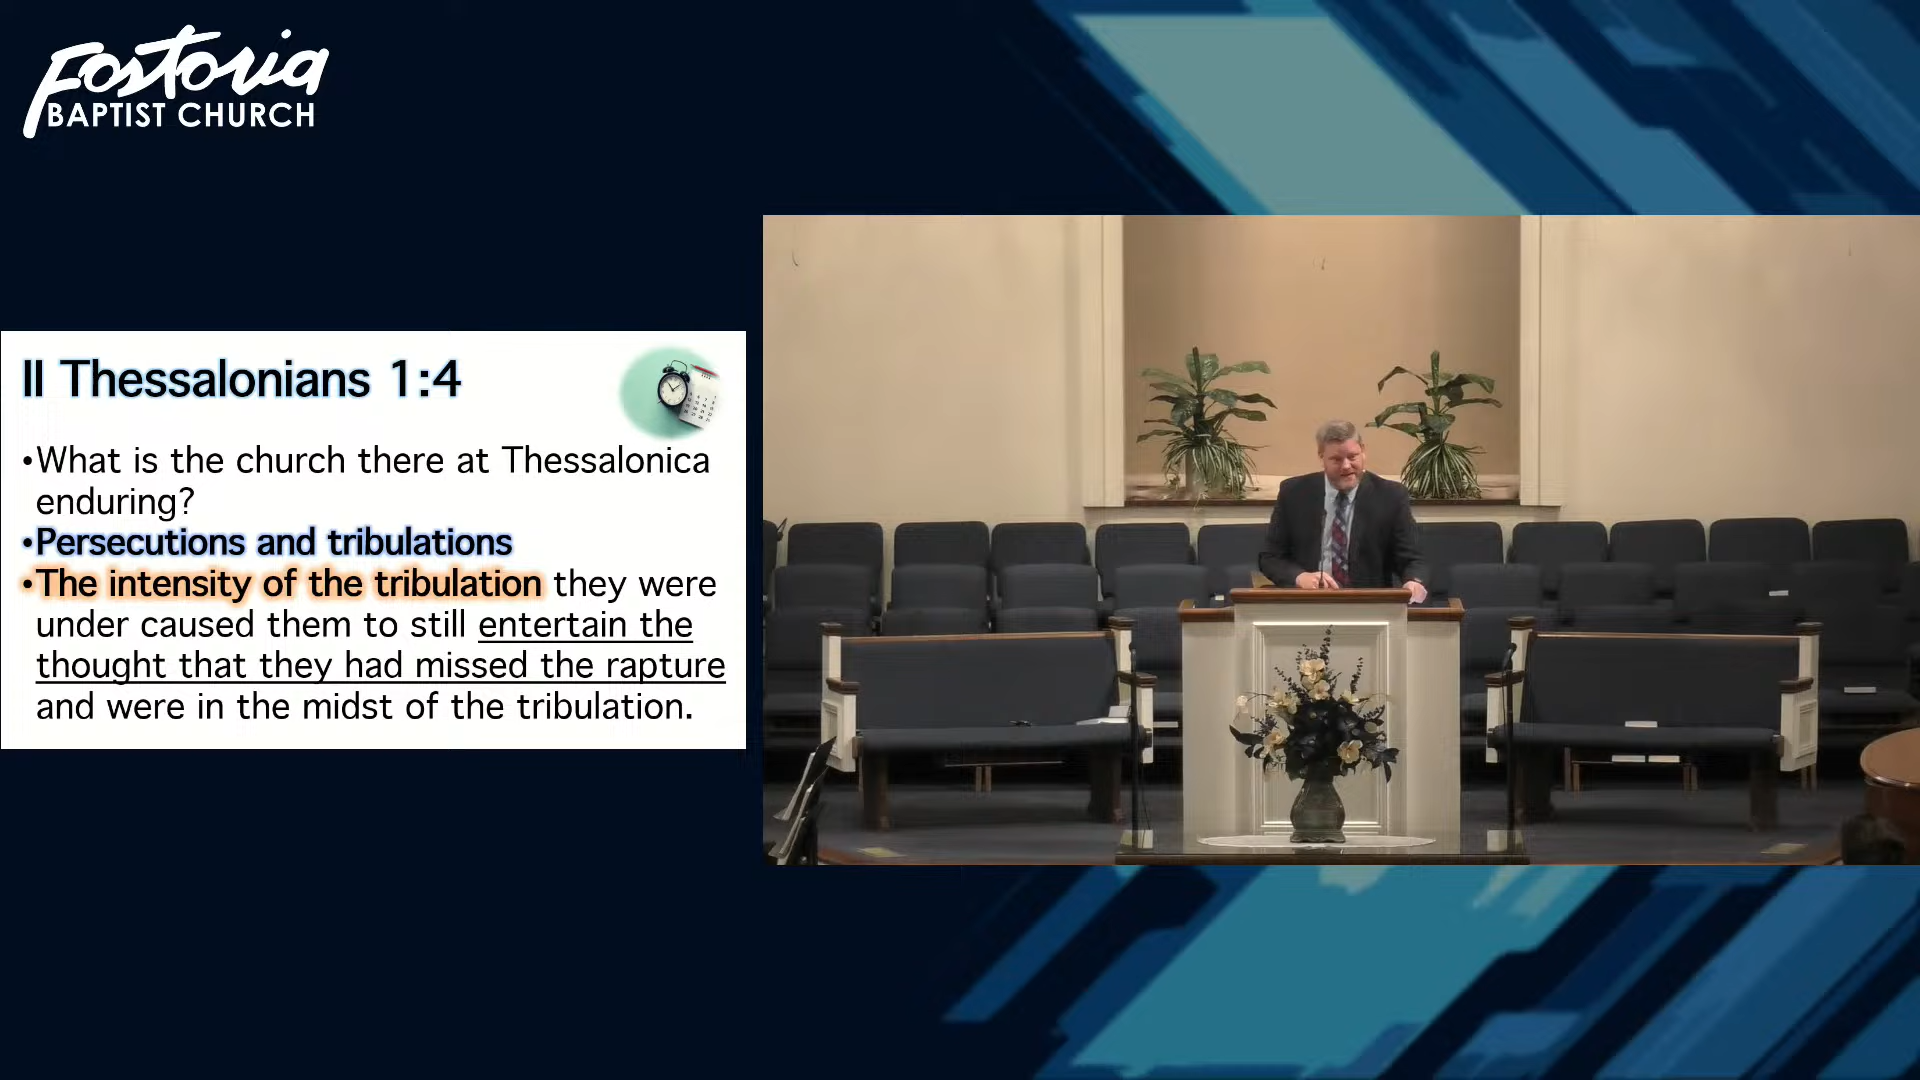 Fostoria
BAPTIST CHURCH
II Thessalonians 1:4
•What is the church there at Thessalonica
enduring?
•Persecutions and tribulations
•The intensity of the tribulation they were
under caused them to still entertain the
thought that they had missed the rapture
and were in the midst of the tribulation.